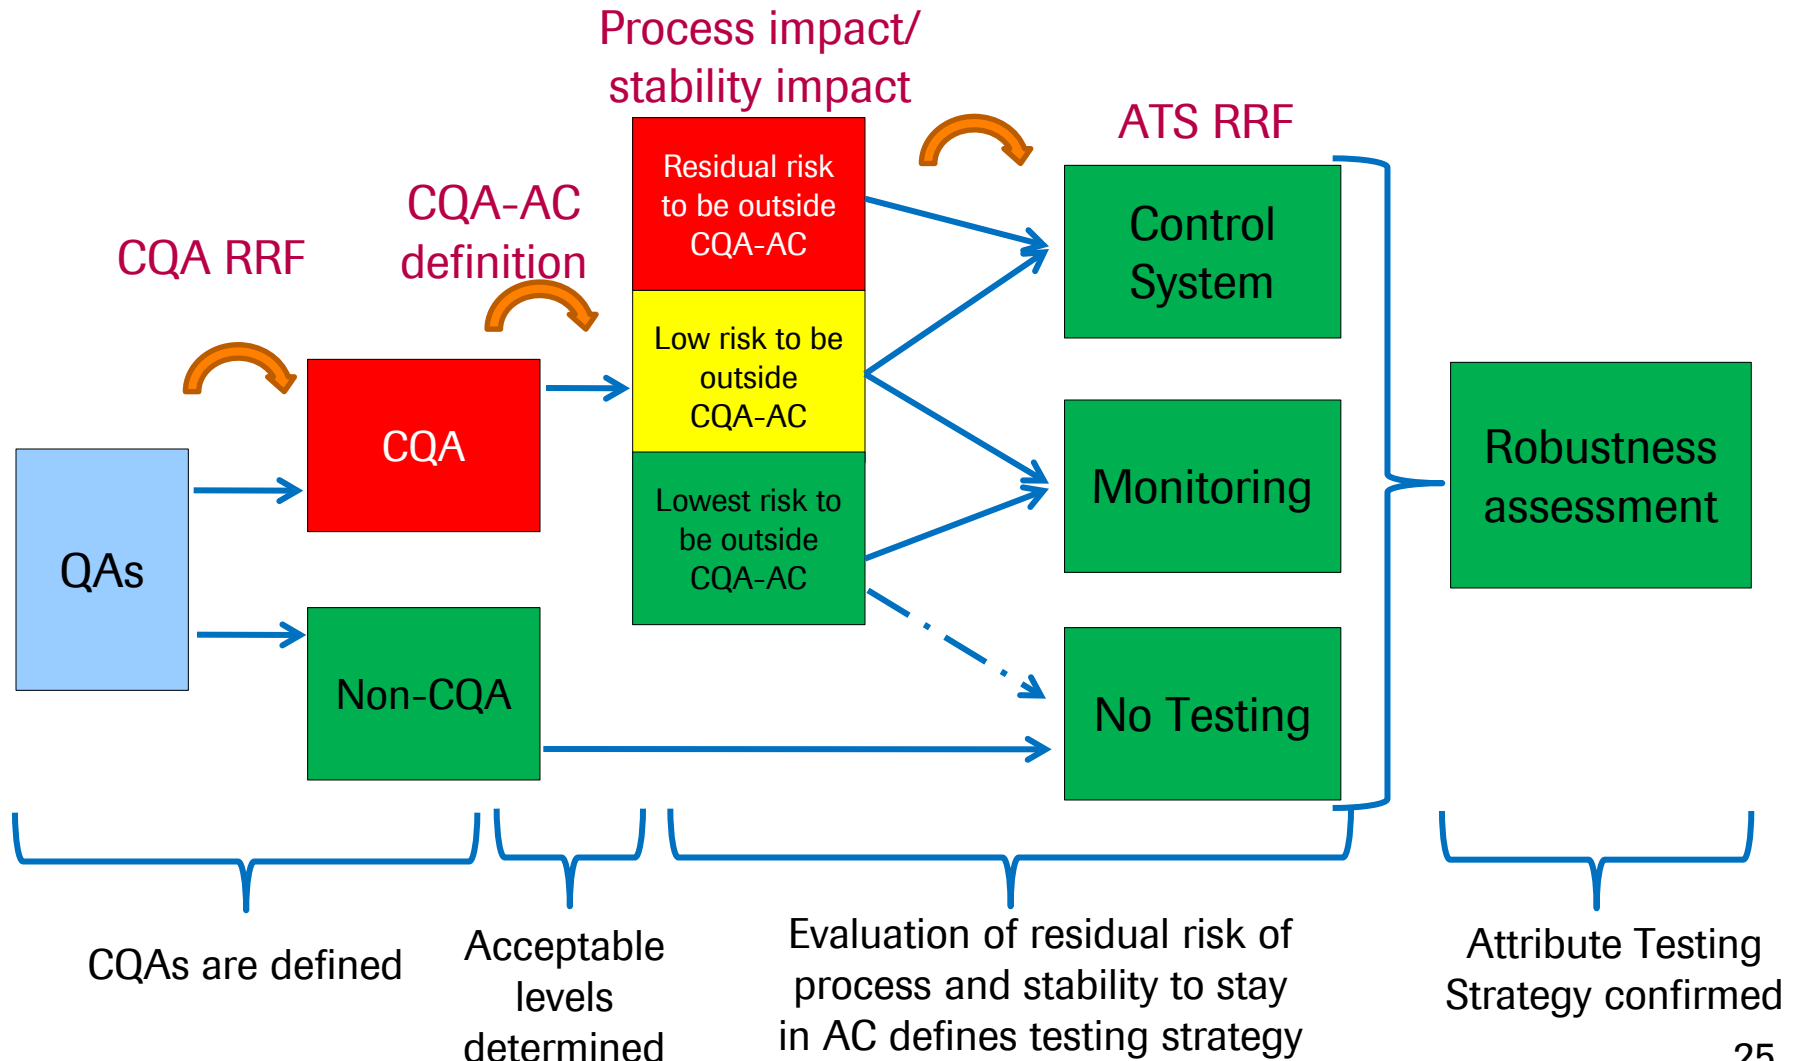 Process impact/
stability impact
ATS RRF
CQA-AC
definition
CQA RRF
Residual risk
to be outside
CQA-AC
Low risk to be
outside
CQA-AC
Lowest risk to
be outside
CQA-AC
Control
System
Monitoring
No Testing
CQA
Non-CQA
QAs
Robustness
assessment
CQAs are defined
Acceptable
levels
determined
Evaluation of residual risk of
process and stability to stay
in AC defines testing strategy
Attribute Testing
Strategy confirmed
25